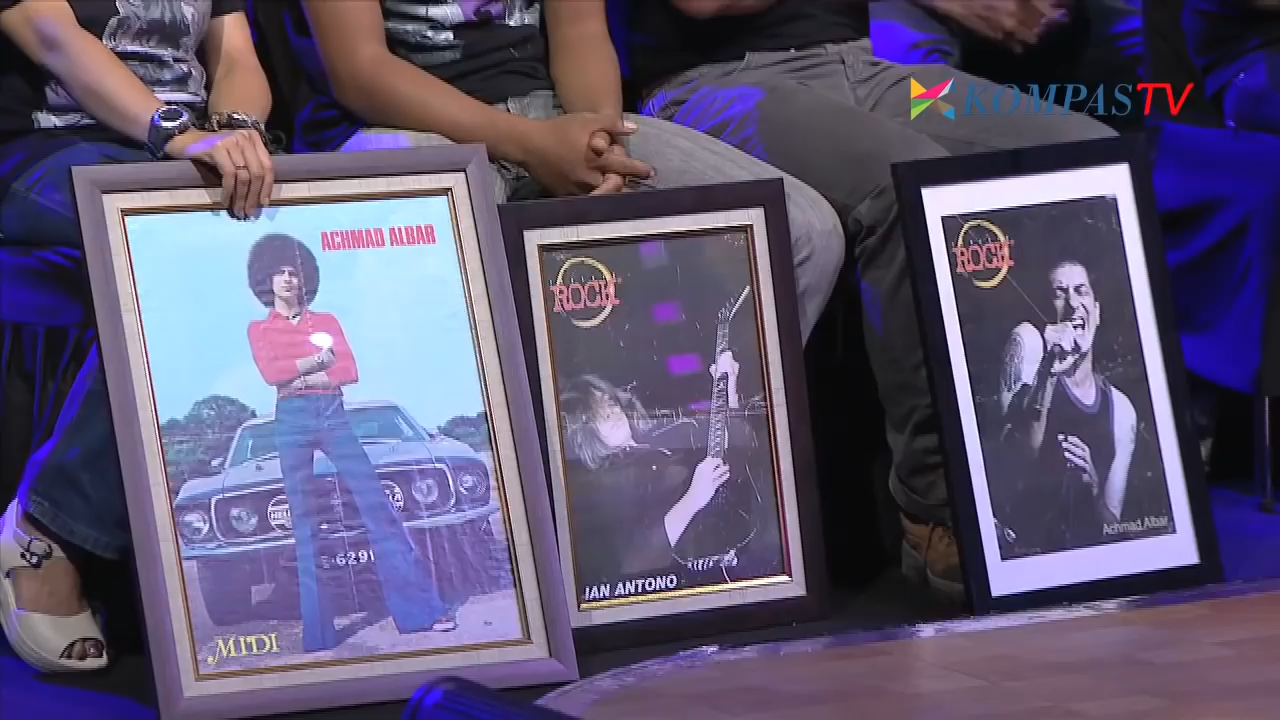 KOMPASTV
ACHMAD ALBAR
MIDI
ROCK
IAN ANTONO
ROCK
Achmad Albar